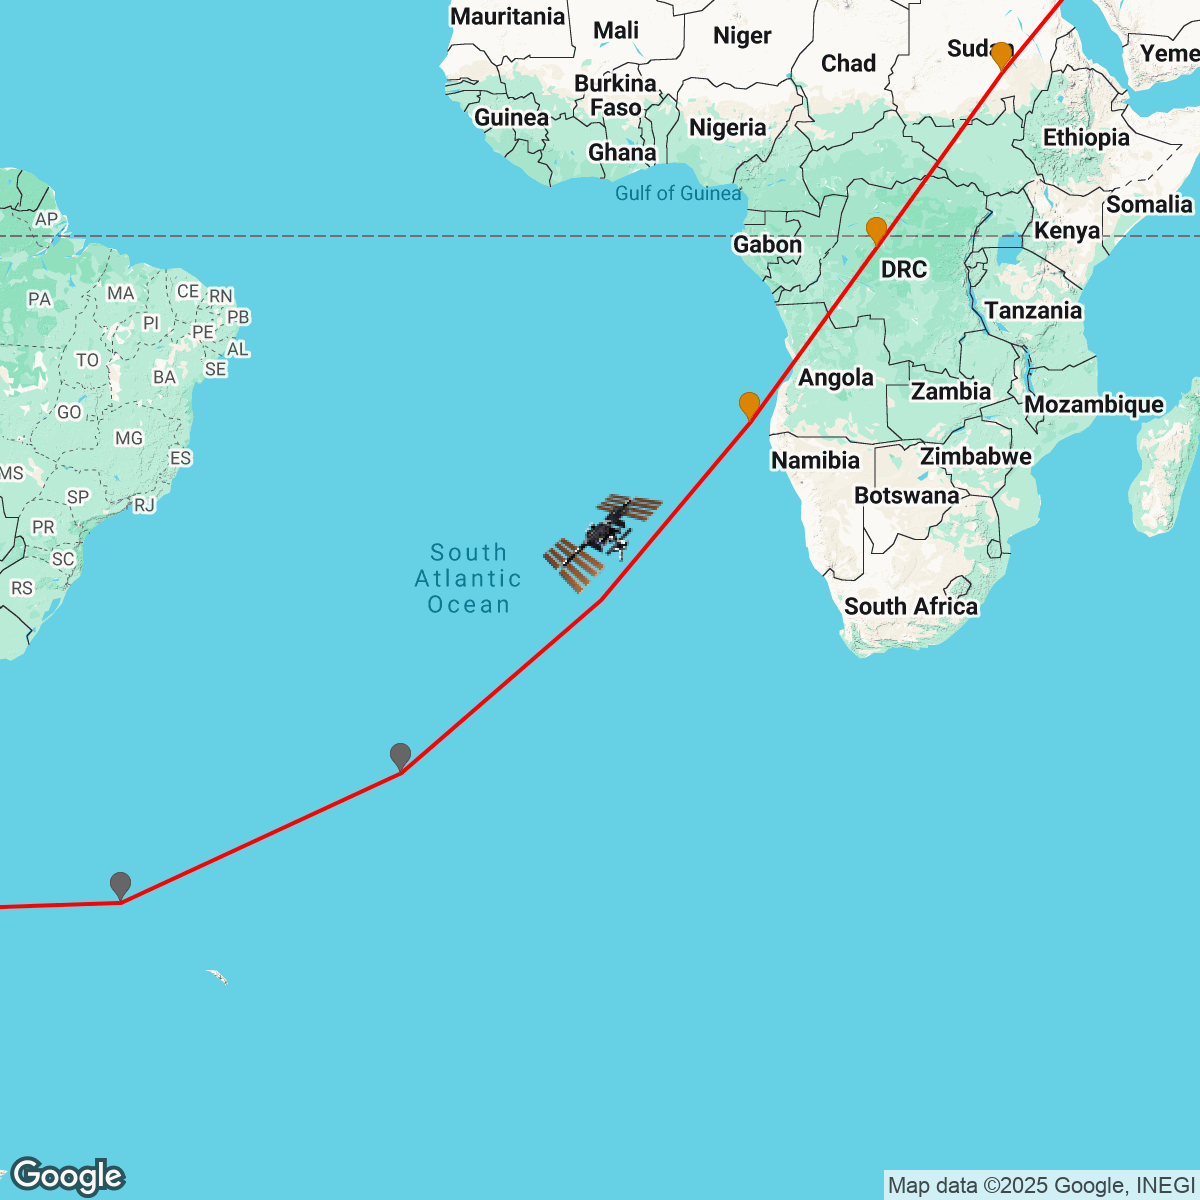 Mauritania
Mali
Niger
Chad
Sudan
Yeme
Burkina
Faso
Guinea
Nigeria
Ghana
Ethiopia
Gulf of Guinea
Somalia
AP
Gabon
Kenya
DRC
PA
MA
CE
RN
PB
PI
PE
AL
Tanzania
TO
BA
SE
Angola
Zambia
Mozambique
GO
MG
ES
Namibia
Zimbabwe
MS
SP
RJ
Botswana
PR
SC
South
Atlantic
Ocean
RS
South Africa
Google
Map data ©2025 Google, INEGI